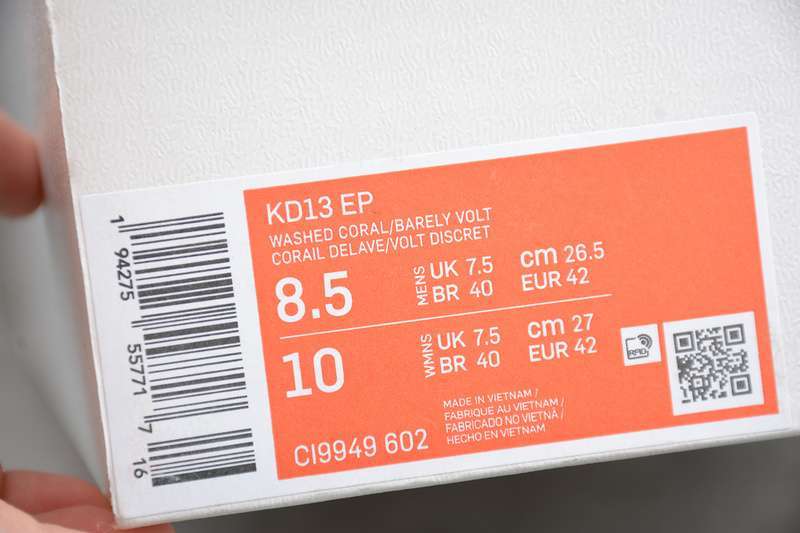 KD13 EP
WASHED CORAL/BARELY VOLT
CORAIL DELAVE/VOLT DISCRET
8.5
MENS
UK 7.5
BR 40
cm 26.5
EUR 42
10
WMNS
UK 7.5
BR 40
cm 27
EUR 42
RFID
CI9949 602
MADE IN VIETNAM /
FABRIQUE AU VIETNAM /
FABRICADO NO VIETNÃ /
HECHO EN VIETNAM
1 94275 55771 7 16